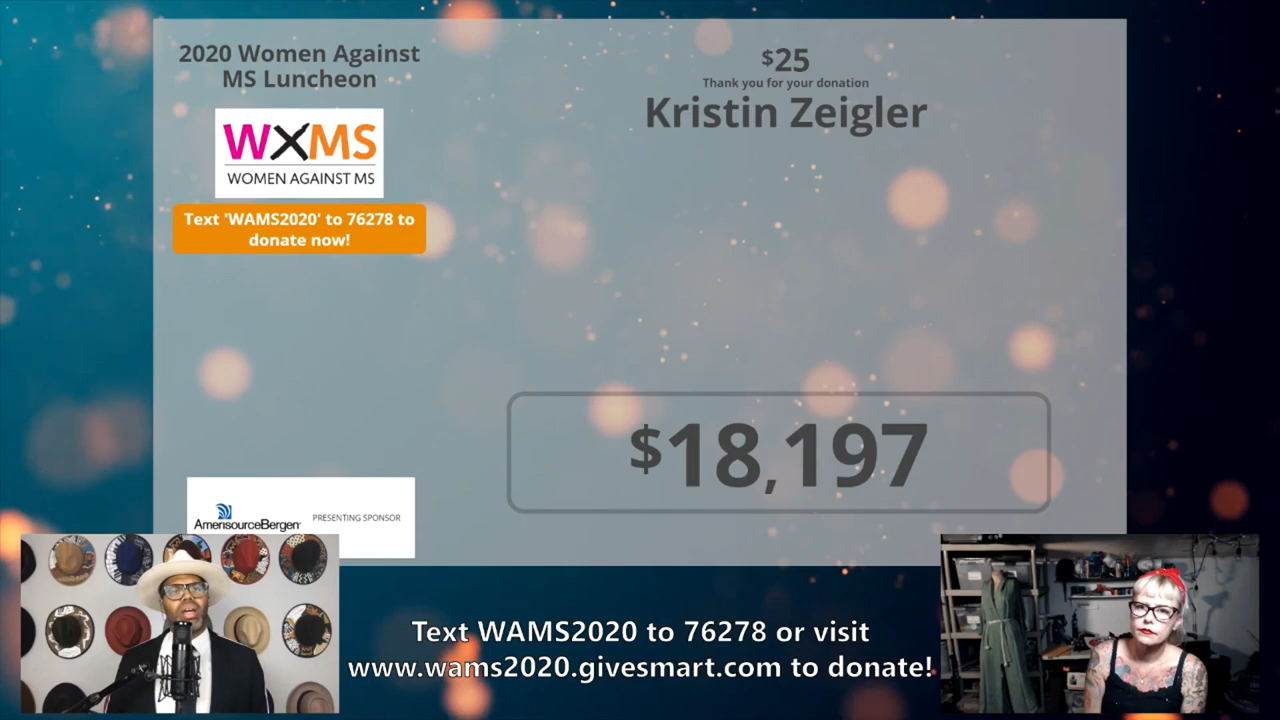 2020 Women Against
MS Luncheon
WXMS
WOMEN AGAINST MS
Text 'WAMS2020' to 76278 to
donate now!
$25
Thank you for your donation
Kristin Zeigler
$18,197
AmerisourceBergen
PRESENTING SPONSOR
Text WAMS2020 to 76278 or visit
www.wams2020.givesmart.com to donate!